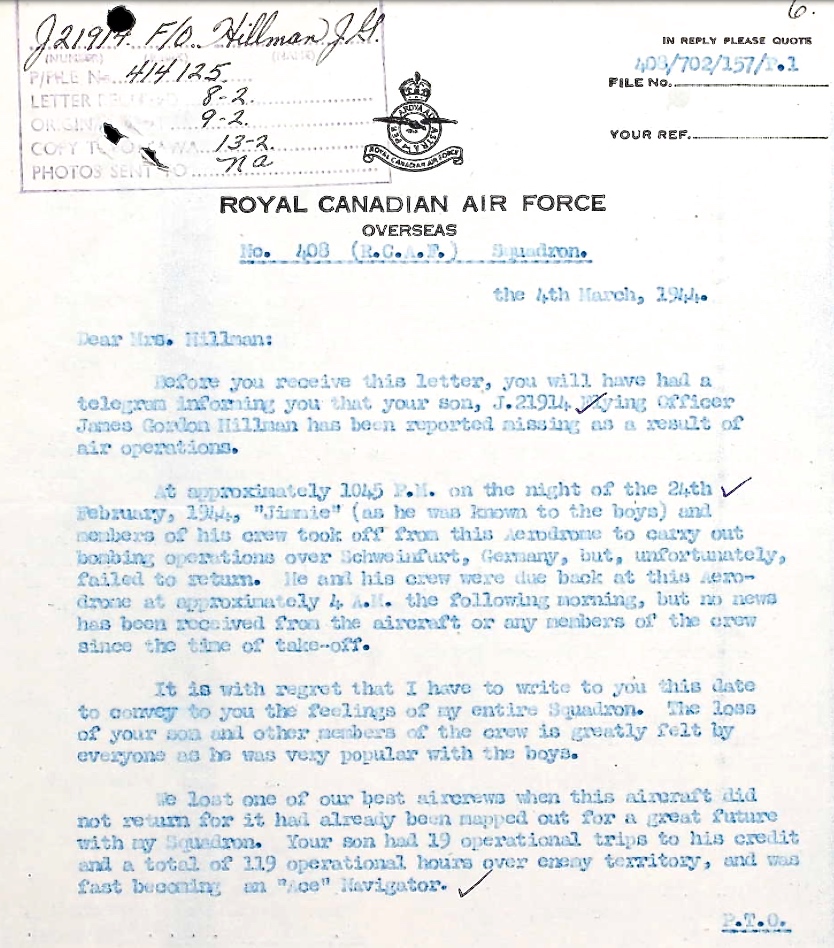 6.
J21914 F/O. Hillman J.G.
(NUMBER) (NAME)
P/FILE No. 414125.
LETTER 8-2.
ORIGINAL 9-2.
COPY TO OTTAWA 13-2.
PHOTOS SENT TO na
IN REPLY PLEASE QUOTE
408/702/157/P.1
FILE NO.
YOUR REF.
ROYAL CANADIAN AIR FORCE
ROYAL CANADIAN AIR FORCE
OVERSEAS
No. 408 (R.C.A.F.) Squadron.
the 4th March, 1944.
Dear Mrs. Hillman:
Before you receive this letter, you will have had a
telegram informing you that your son, J.21914 Flying Officer
James Gordon Hillman has been reported missing as a result of
air operations.
At approximately 1045 P.M. on the night of the 24th
February, 1944, "Jimmie" (as he was known to the boys) and
members of his crew took off from this Aerodrome to carry out
bombing operations over Schweinfurt, Germany, but, unfortunately,
failed to return. He and his crew were due back at this Aero-
drome at approximately 4 A.M. the following morning, but no news
has been received from the aircraft or any members of the crew
since the time of take-off.
It is with regret that I have to write to you this date
to convey to you the feelings of my entire Squadron. The loss
of your son and other members of the crew is greatly felt by
everyone as he was very popular with the boys.
We lost one of our best aircrews when this aircraft did
not return for it had already been mapped out for a great future
with my Squadron. Your son had 19 operational trips to his credit
and a total of 119 operational hours over enemy territory, and was
fast becoming an "Ace" Navigator.
P.T.O.